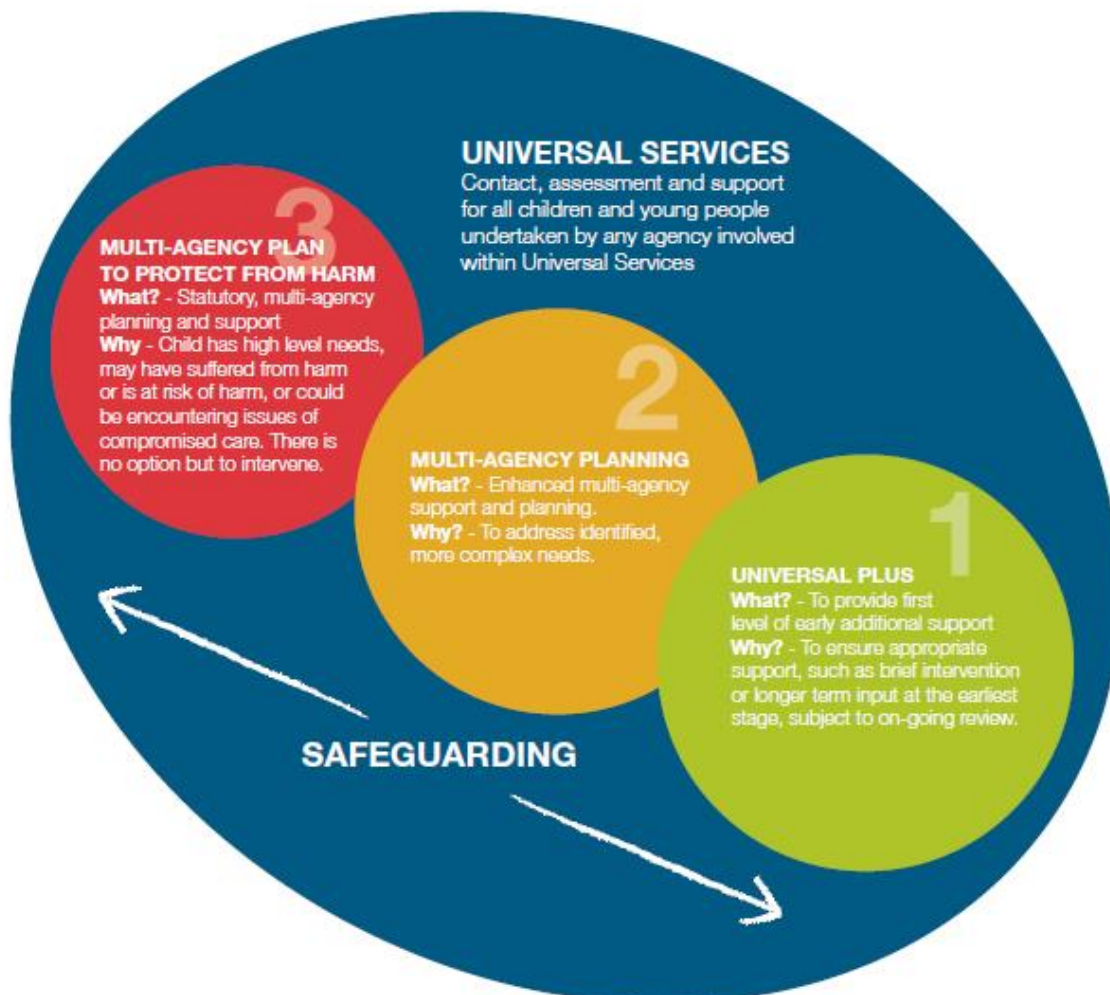 UNIVERSAL SERVICES
Contact, assessment and support
for all children and young people
undertaken by any agency involved
within Universal Services
3
MULTI-AGENCY PLAN
TO PROTECT FROM HARM
What? - Statutory, multi-agency
planning and support
Why - Child has high level needs,
may have suffered from harm
or is at risk of harm, or could
be encountering issues of
compromised care. There is
no option but to intervene.
2
MULTI-AGENCY PLANNING
What? - Enhanced multi-agency
support and planning.
Why? - To address identified,
more complex needs.
1
UNIVERSAL PLUS
What? - To provide first
level of early additional support
Why? - To ensure appropriate
support, such as brief intervention
or longer term input at the earliest
stage, subject to on-going review.
SAFEGUARDING